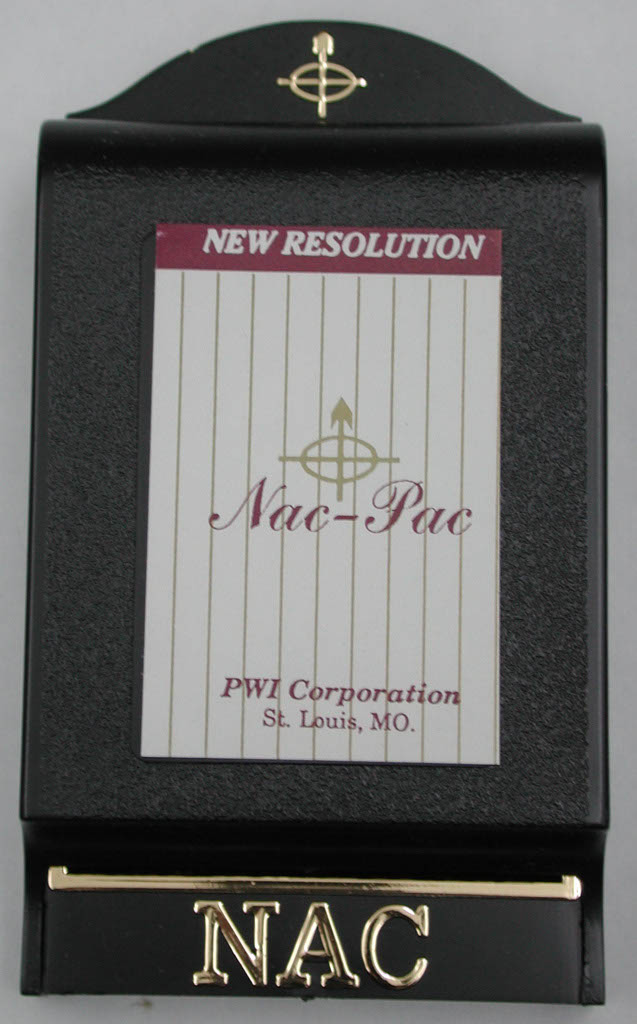 NEW RESOLUTION
Nac-Pac
PWI Corporation
St. Louis, MO.
NAC